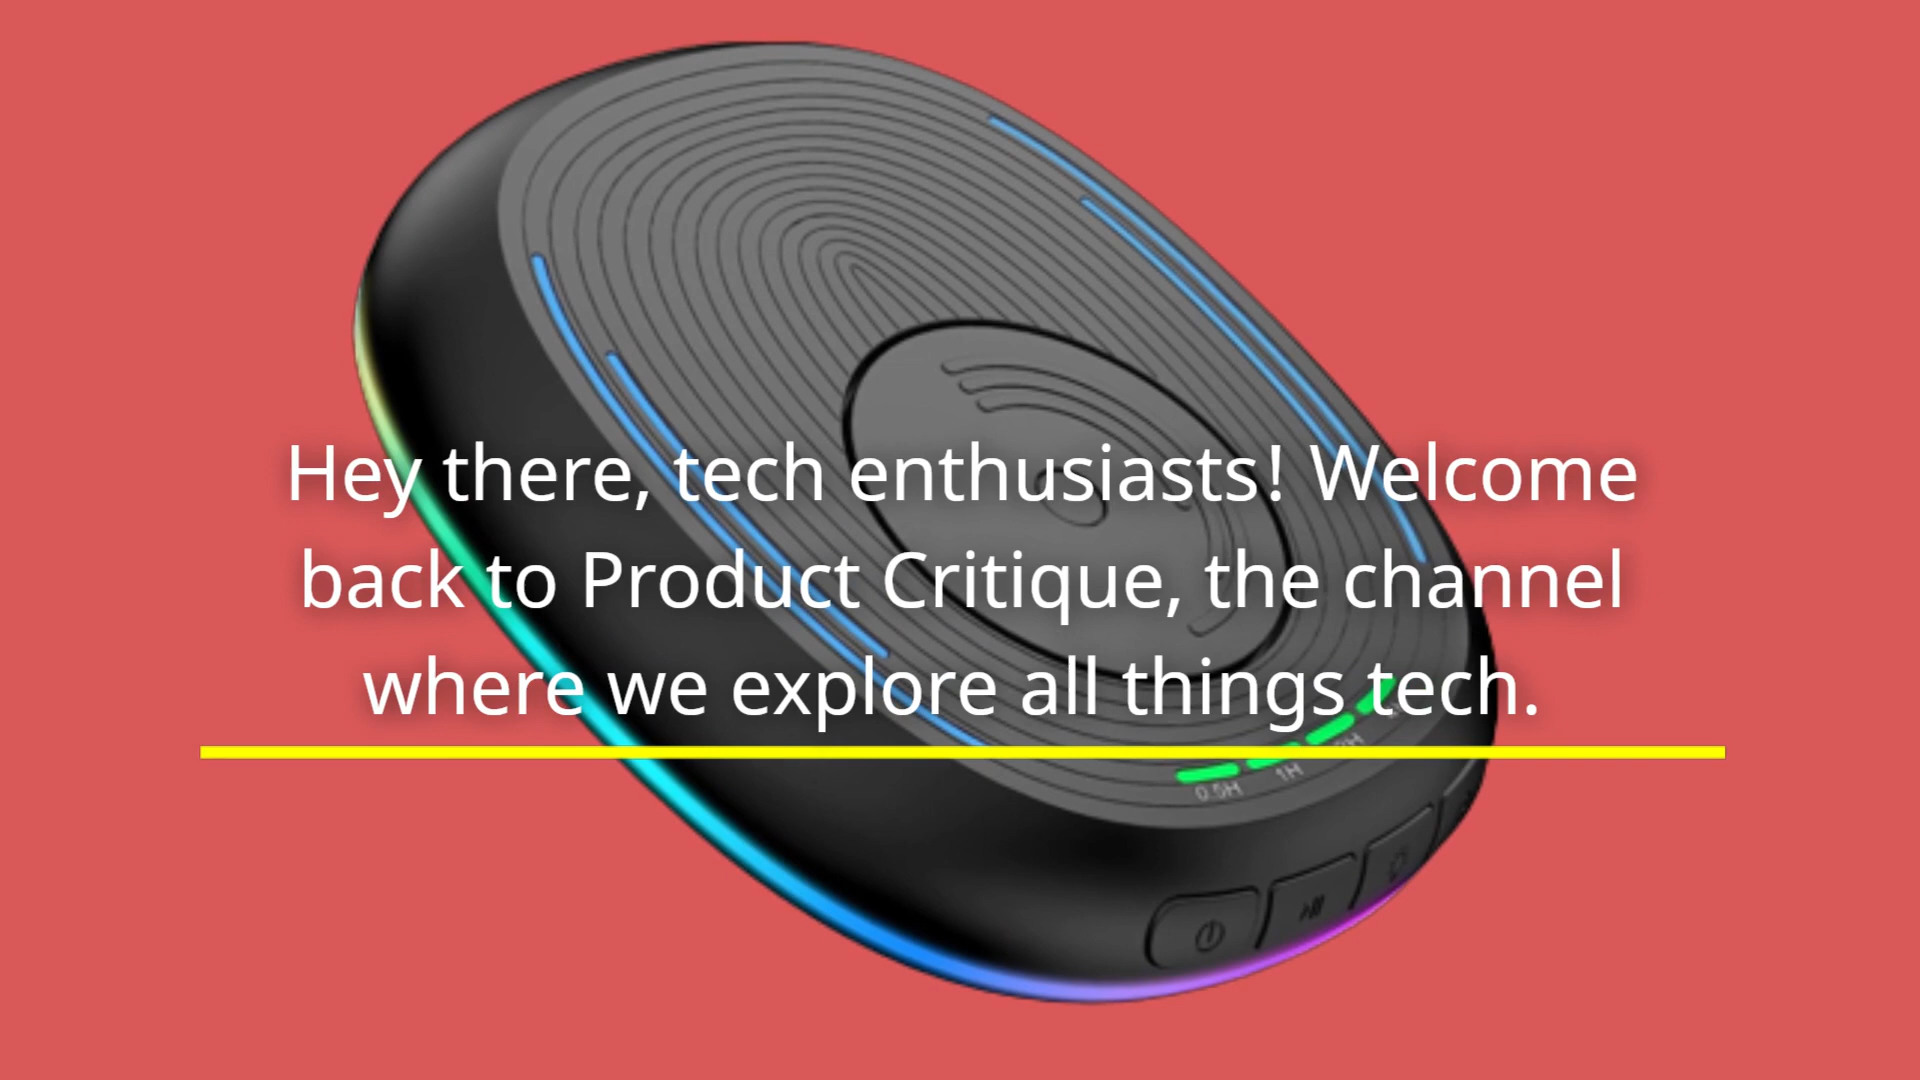 Hey there, tech enthusiasts! Welcome
back to Product Critique, the channel
where we explore all things tech.
0.5H
1H
2H